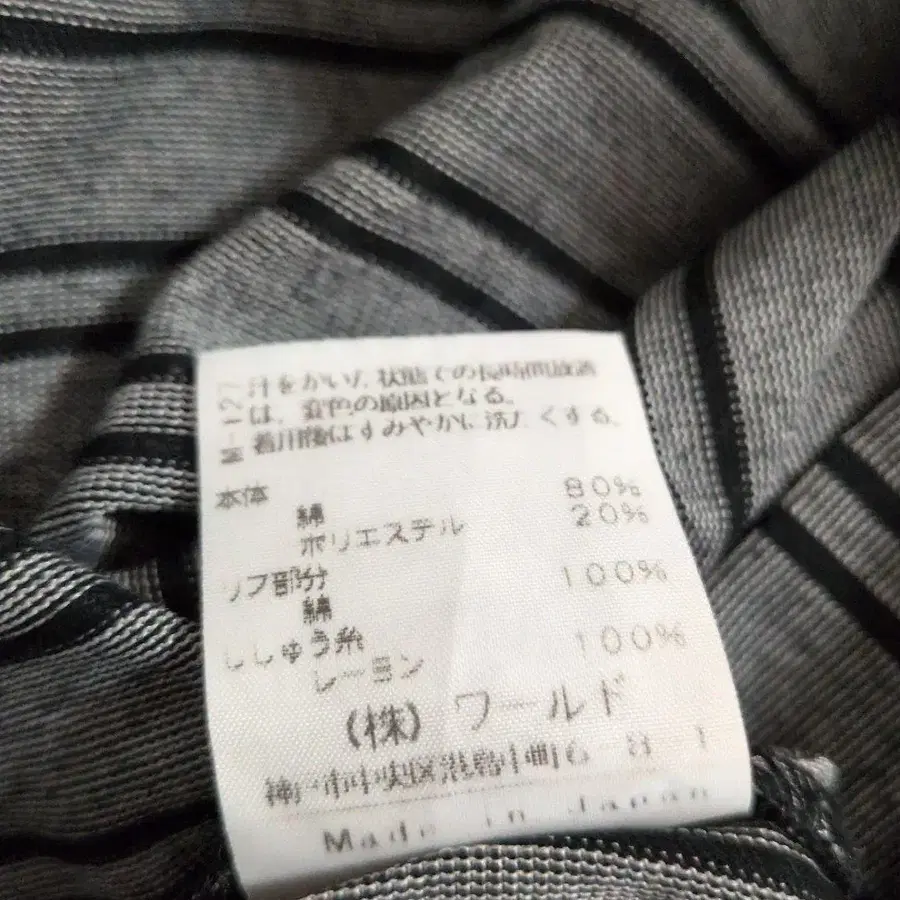 M-127
汗をかいた状態での長時間放置
は、変色の原因となる。
着用後はすみやかに洗たくする。
本体
綿 80%
ポリエステル 20%
リブ部分
綿 100%
ししゅう糸
レーヨン 100%
(株) ワールド
神戸市中央区港島中町6-8-1
Made in Japan